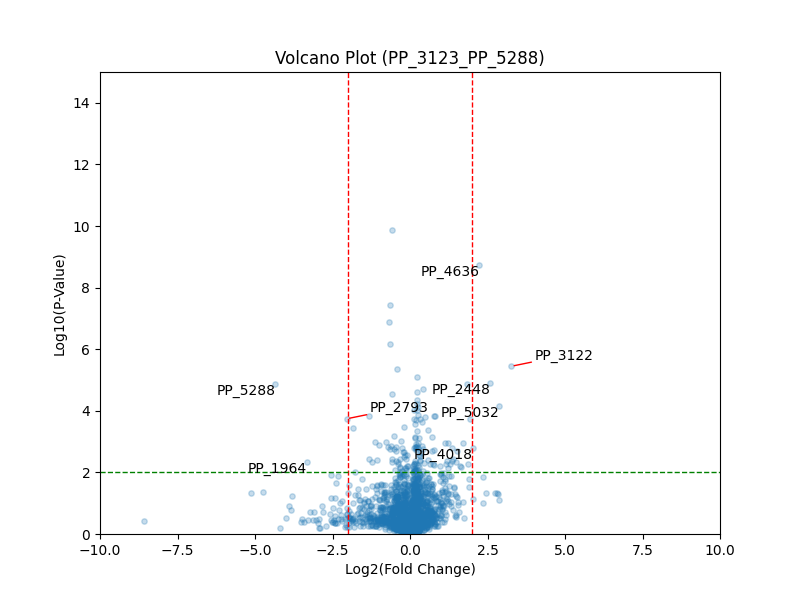 Volcano Plot (PP_3123_PP_5288)
14
12
10
8
6
4
2
0
Log10(P-Value)
PP_4636
PP_3122
PP_5288
PP_2448
PP_2793
PP_5032
PP_4018
PP_1964
−10.0
−7.5
−5.0
−2.5
0.0
2.5
5.0
7.5
10.0
Log2(Fold Change)